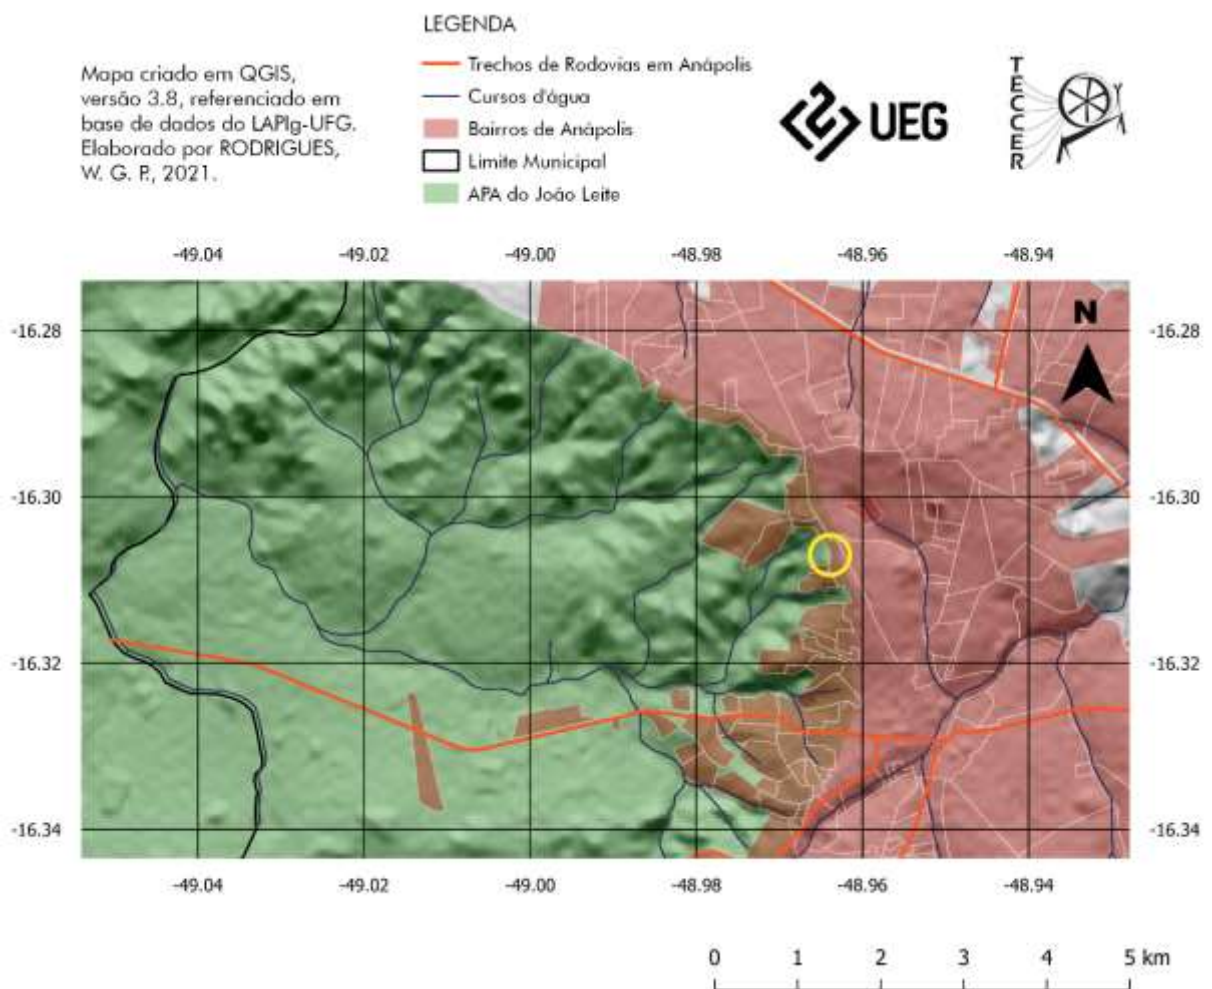 LEGENDA
Mapa criado em QGIS,
versão 3.8, referenciado em
base de dados do LAPIg-UFG.
Elaborado por RODRIGUES,
W. G. P., 2021.
Trechos de Rodovias em Anápolis
Cursos d'água
Bairros de Anápolis
Limite Municipal
APA do João Leite
UEG
TECCER
-49.04 -49.02 -49.00 -48.98 -48.96 -48.94
N
-16.28 -16.28
-16.30 -16.30
-16.32 -16.32
-16.34 -16.34
-49.04 -49.02 -49.00 -48.98 -48.96 -48.94
0 1 2 3 4 5 km